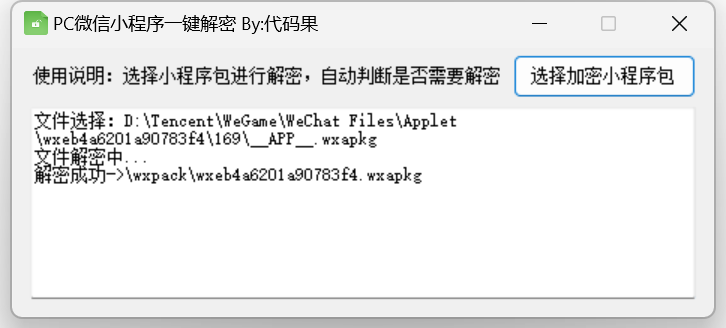 PC微信小程序一键解密 By:代码果
使用说明：选择小程序包进行解密，自动判断是否需要解密
选择加密小程序包
文件选择：D:\Tencent\WeGame\WeChat Files\Applet
\wxeb4a6201a90783f4\169\__APP__.wxapkg
文件解密中...
解密成功->\wxpack\wxeb4a6201a90783f4.wxapkg